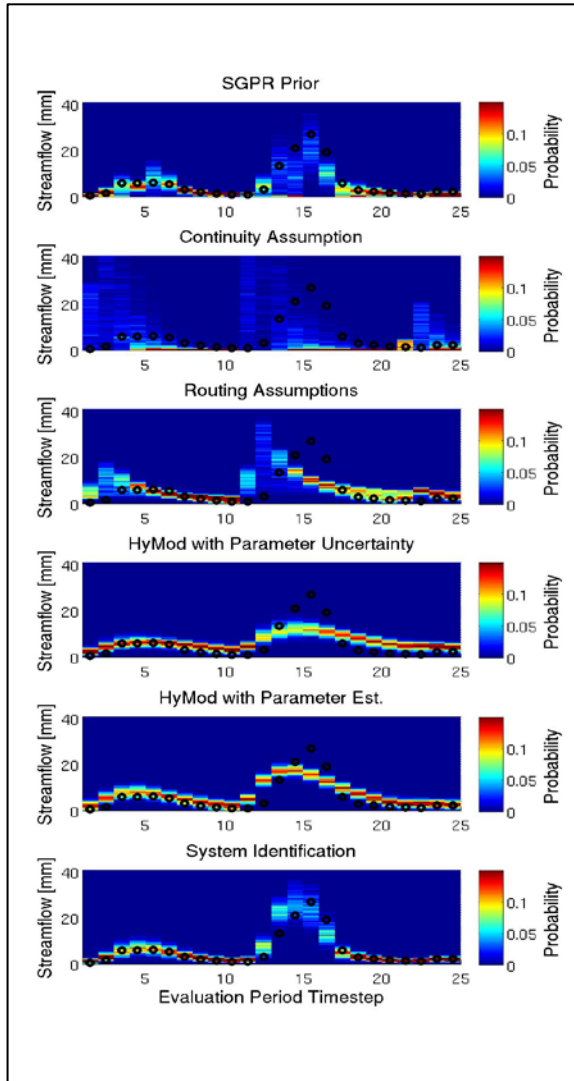 SGPR Prior
Streamflow [mm]
40
20
0
5 10 15 20 25
0.1
0.05
0
Probability
Continuity Assumption
Streamflow [mm]
40
20
0
5 10 15 20 25
0.1
0.05
0
Probability
Routing Assumptions
Streamflow [mm]
40
20
0
5 10 15 20 25
0.1
0.05
0
Probability
HyMod with Parameter Uncertainty
Streamflow [mm]
40
20
0
5 10 15 20 25
0.1
0.05
0
Probability
HyMod with Parameter Est.
Streamflow [mm]
40
20
0
5 10 15 20 25
0.1
0.05
0
Probability
System Identification
Streamflow [mm]
40
20
0
5 10 15 20 25
0.1
0.05
0
Probability
Evaluation Period Timestep